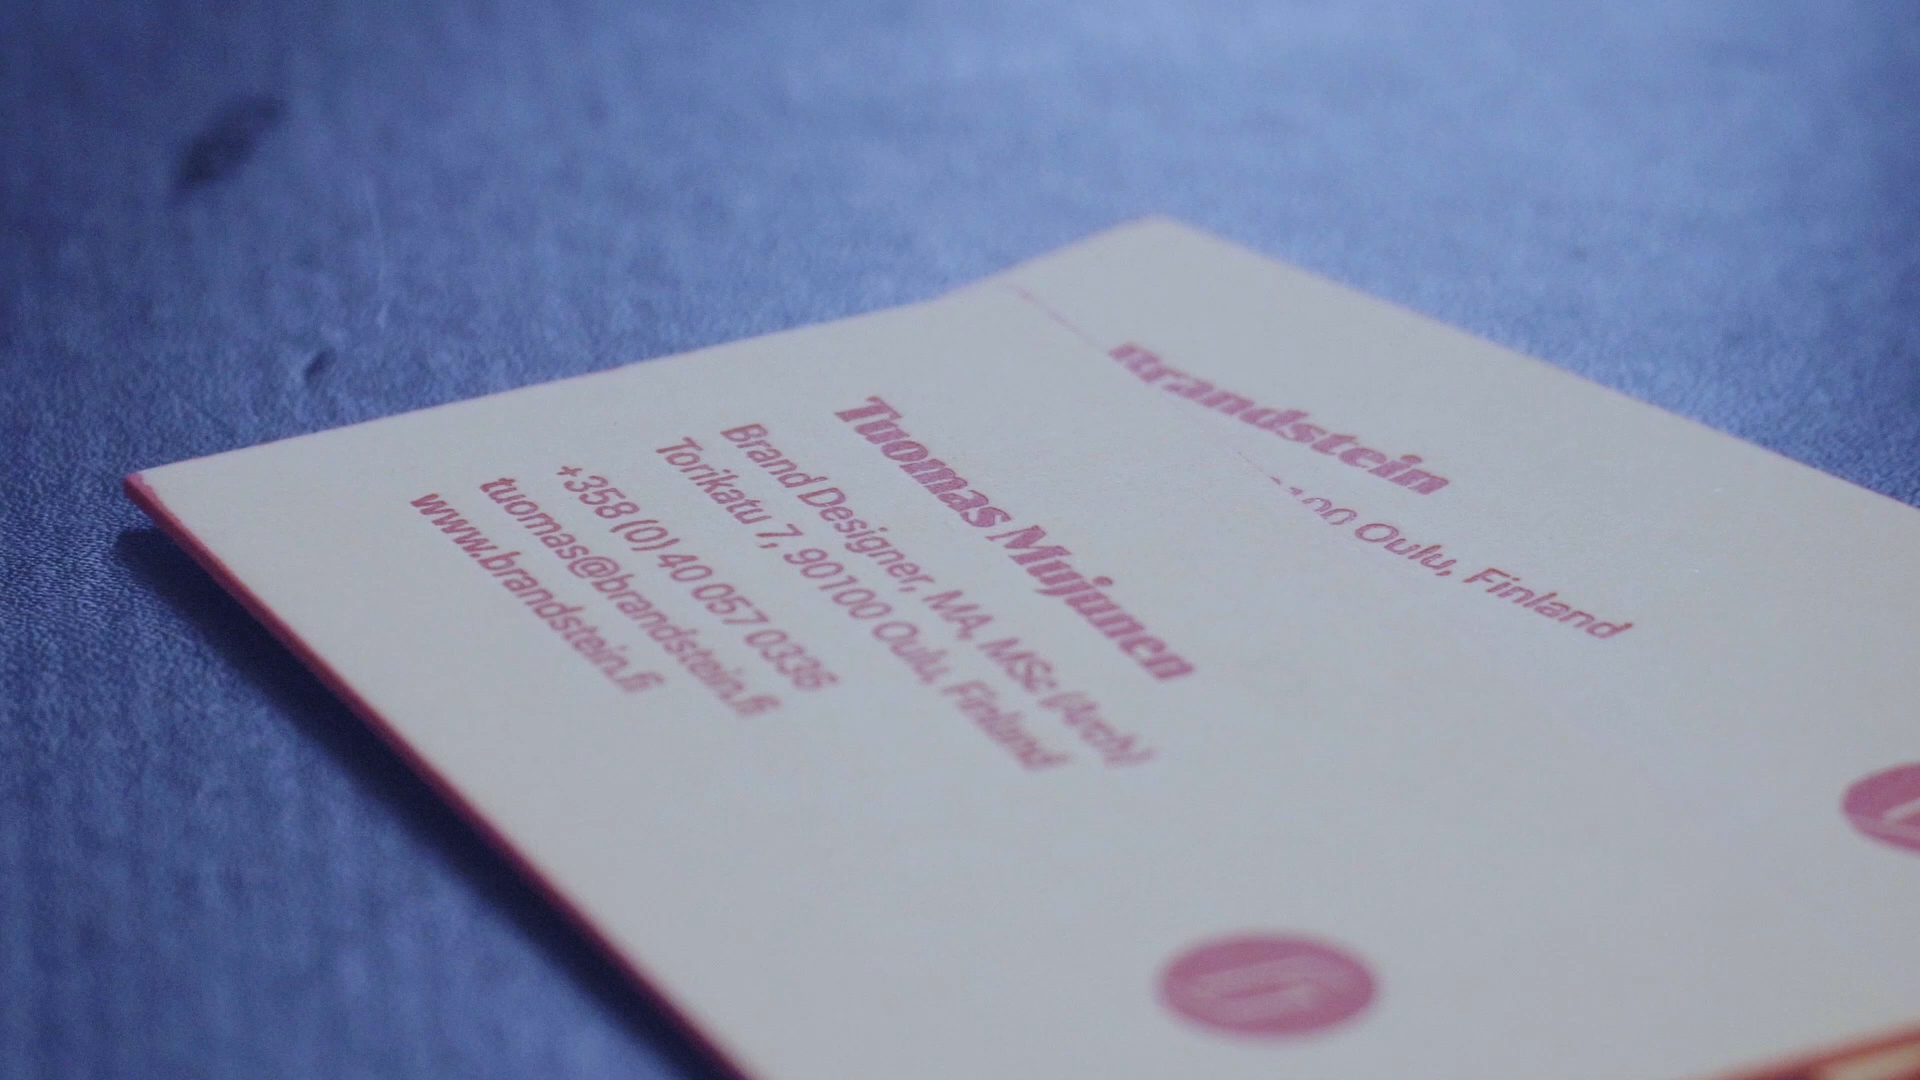 Brandstein
100 Oulu, Finland
Tuomas Mujunen
Brand Designer, MA, MSc (Arch)
Torikatu 7, 90100 Oulu, Finland
+358 (0) 40 057 0336
tuomas@brandstein.fi
www.brandstein.fi